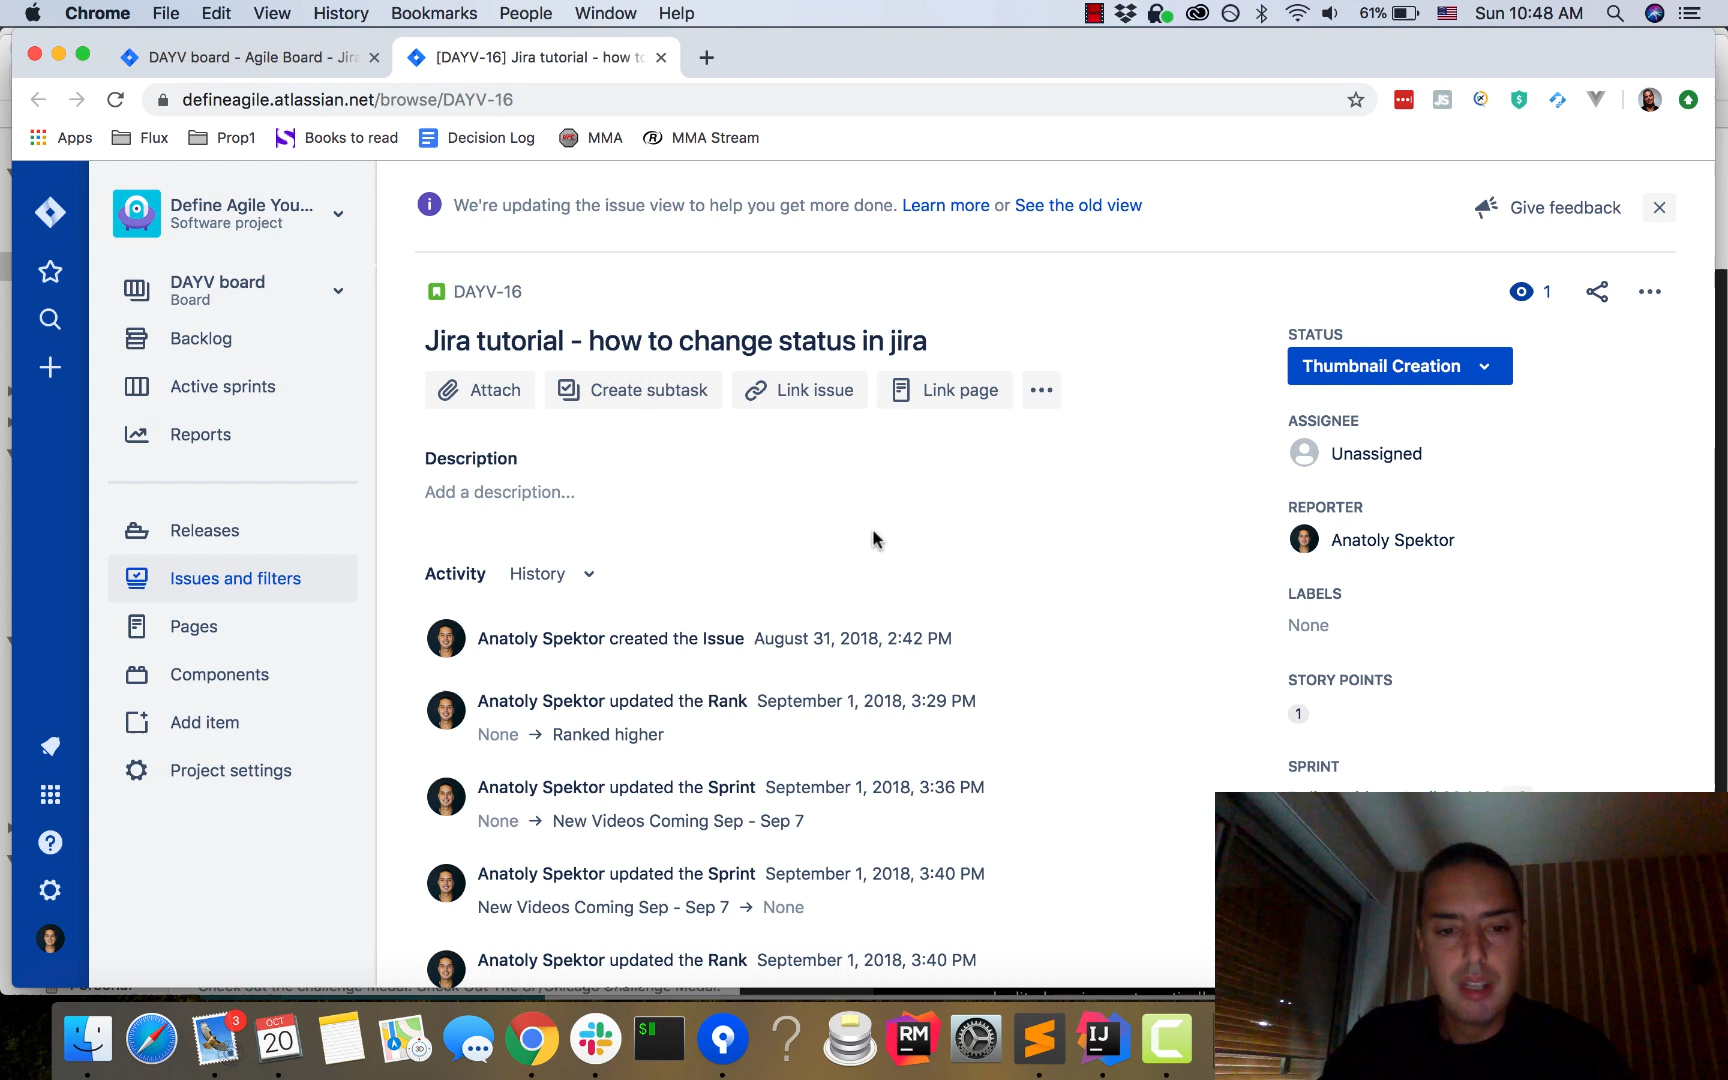 Chrome File Edit View History Bookmarks People Window Help 61% Sun 10:48 AM
DAYV board - Agile Board - Jir
[DAYV-16] Jira tutorial - how to
defineagile.atlassian.net/browse/DAYV-16
Apps Flux Prop1 Books to read Decision Log MMA MMA Stream
Define Agile You...
Software project
DAYV board
Board
Backlog
Active sprints
Reports
Releases
Issues and filters
Pages
Components
Add item
Project settings
We're updating the issue view to help you get more done. Learn more or See the old view
Give feedback
DAYV-16
1
Jira tutorial - how to change status in jira
Attach
Create subtask
Link issue
Link page
Description
Add a description...
Activity History
Anatoly Spektor created the Issue August 31, 2018, 2:42 PM
Anatoly Spektor updated the Rank September 1, 2018, 3:29 PM
None → Ranked higher
Anatoly Spektor updated the Sprint September 1, 2018, 3:36 PM
None → New Videos Coming Sep - Sep 7
Anatoly Spektor updated the Sprint September 1, 2018, 3:40 PM
New Videos Coming Sep - Sep 7 → None
Anatoly Spektor updated the Rank September 1, 2018, 3:40 PM
STATUS
Thumbnail Creation
ASSIGNEE
Unassigned
REPORTER
Anatoly Spektor
LABELS
None
STORY POINTS
1
SPRINT
3
OCT
20
3D
$
?
RM
IJ
JS